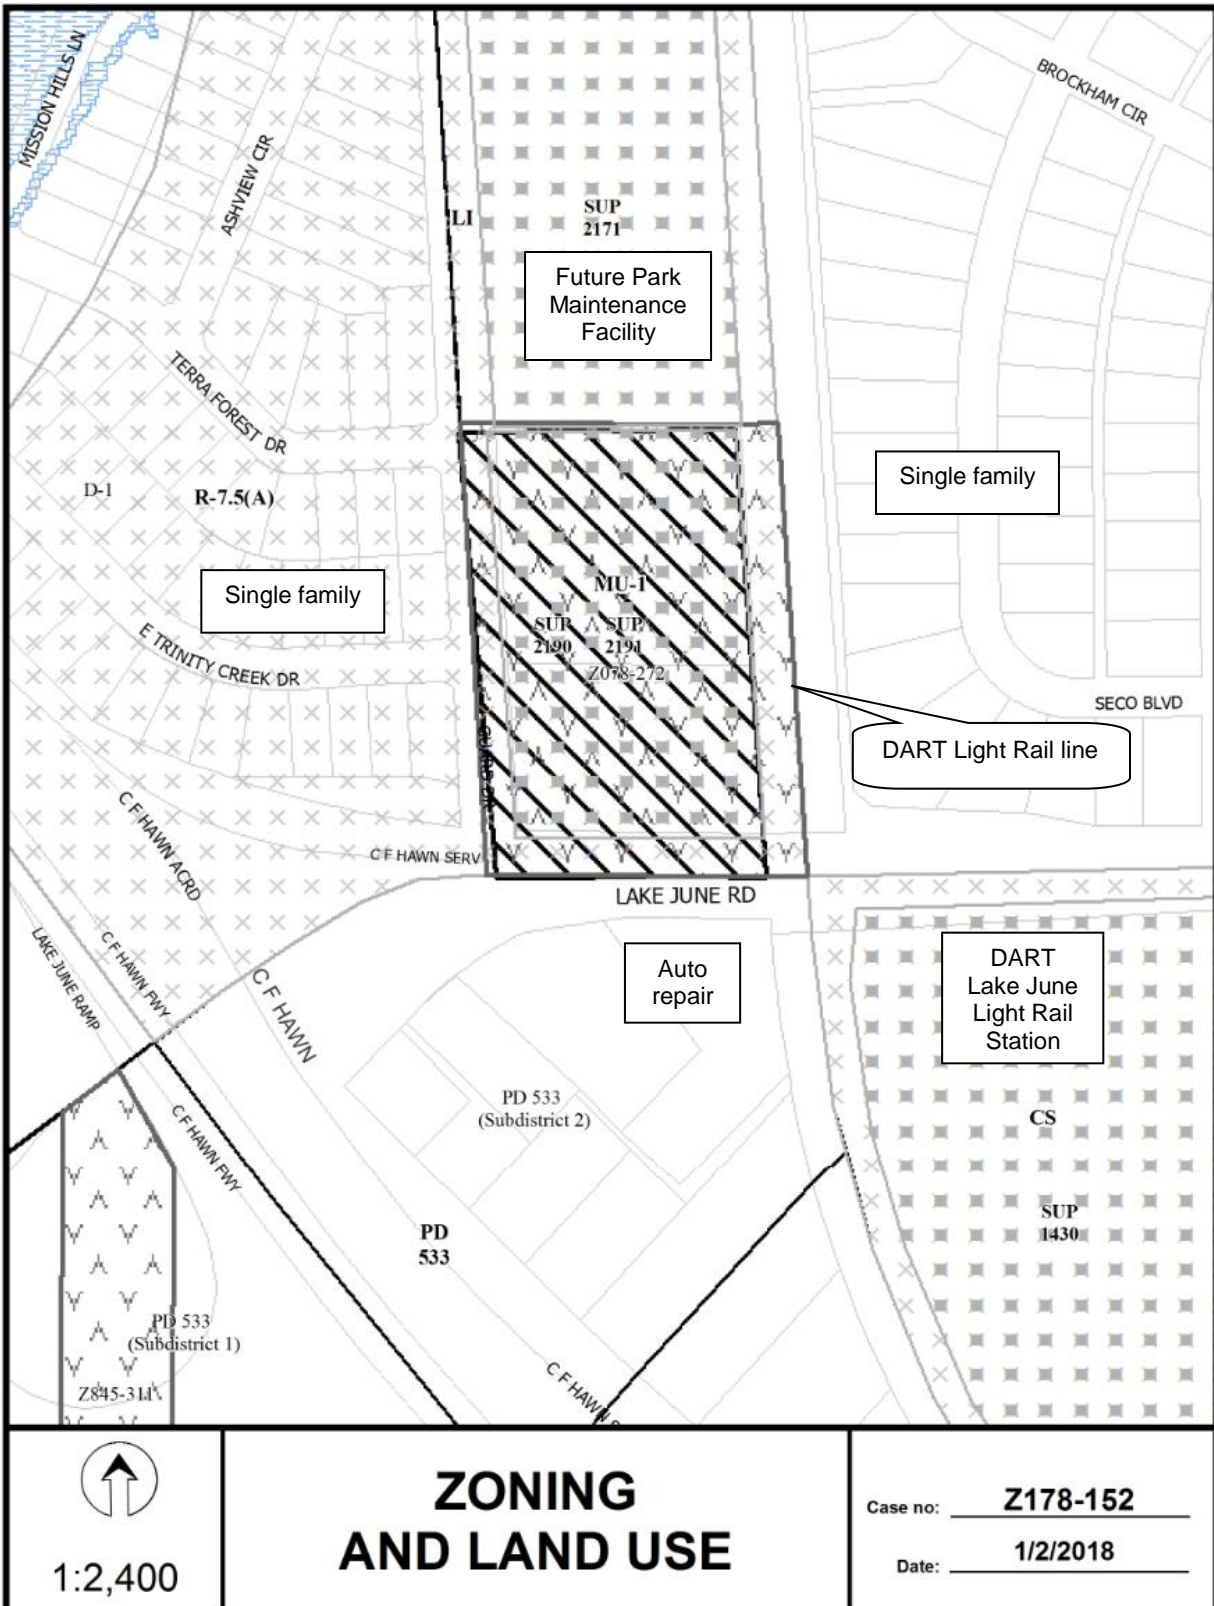 MISSION HILLS LN
BROCKHAM CIR
ASHVIEW CIR
LI
SUP
2171
Future Park
Maintenance
Facility
TERRA FOREST DR
D-1
R-7.5(A)
Single family
Single family
MU-1
SUP
2190
SUP
2191
Z078-272
E TRINITY CREEK DR
SECO BLVD
DART Light Rail line
C F HAWN ACRD
C F HAWN SERV
LAKE JUNE RD
LAKE JUNE RAMP
C F HAWN FWY
C F HAWN
Auto
repair
DART
Lake June
Light Rail
Station
PD 533
(Subdistrict 2)
C F HAWN FWY
CS
SUP
1430
PD
533
PD 533
(Subdistrict 1)
Z845-311
C F HAWN
1:2,400
ZONING
AND LAND USE
Case no: Z178-152
Date: 1/2/2018